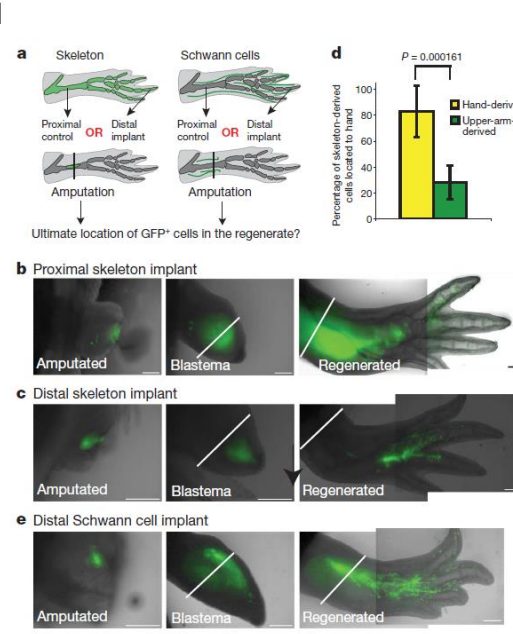 a
Skeleton
Schwann cells
Proximal control
OR
Distal implant
Proximal control
OR
Distal implant
Amputation
Amputation
Ultimate location of GFP+ cells in the regenerate?
d
P = 0.000161
Percentage of skeleton-derived
cells located to hand
100
80
60
40
20
0
Hand-deriv
Upper-arm-
derived
b Proximal skeleton implant
Amputated
Blastema
Regenerated
c Distal skeleton implant
Amputated
Blastema
Regenerated
e Distal Schwann cell implant
Amputated
Blastema
Regenerated